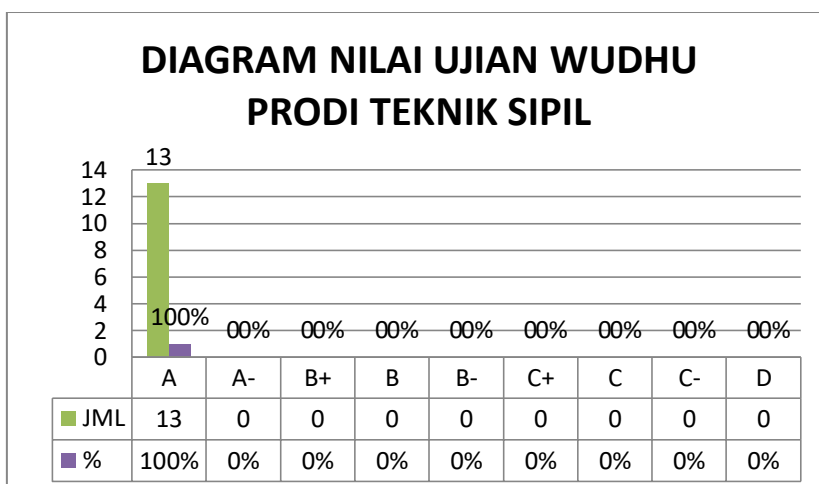 DIAGRAM NILAI UJIAN WUDHU
PRODI TEKNIK SIPIL
13
14
12
10
8
6
4
2
0
100% 00% 00% 00% 00% 00% 00% 00% 00%
A A- B+ B B- C+ C C- D
JML 13 0 0 0 0 0 0 0 0
% 100% 0% 0% 0% 0% 0% 0% 0% 0%